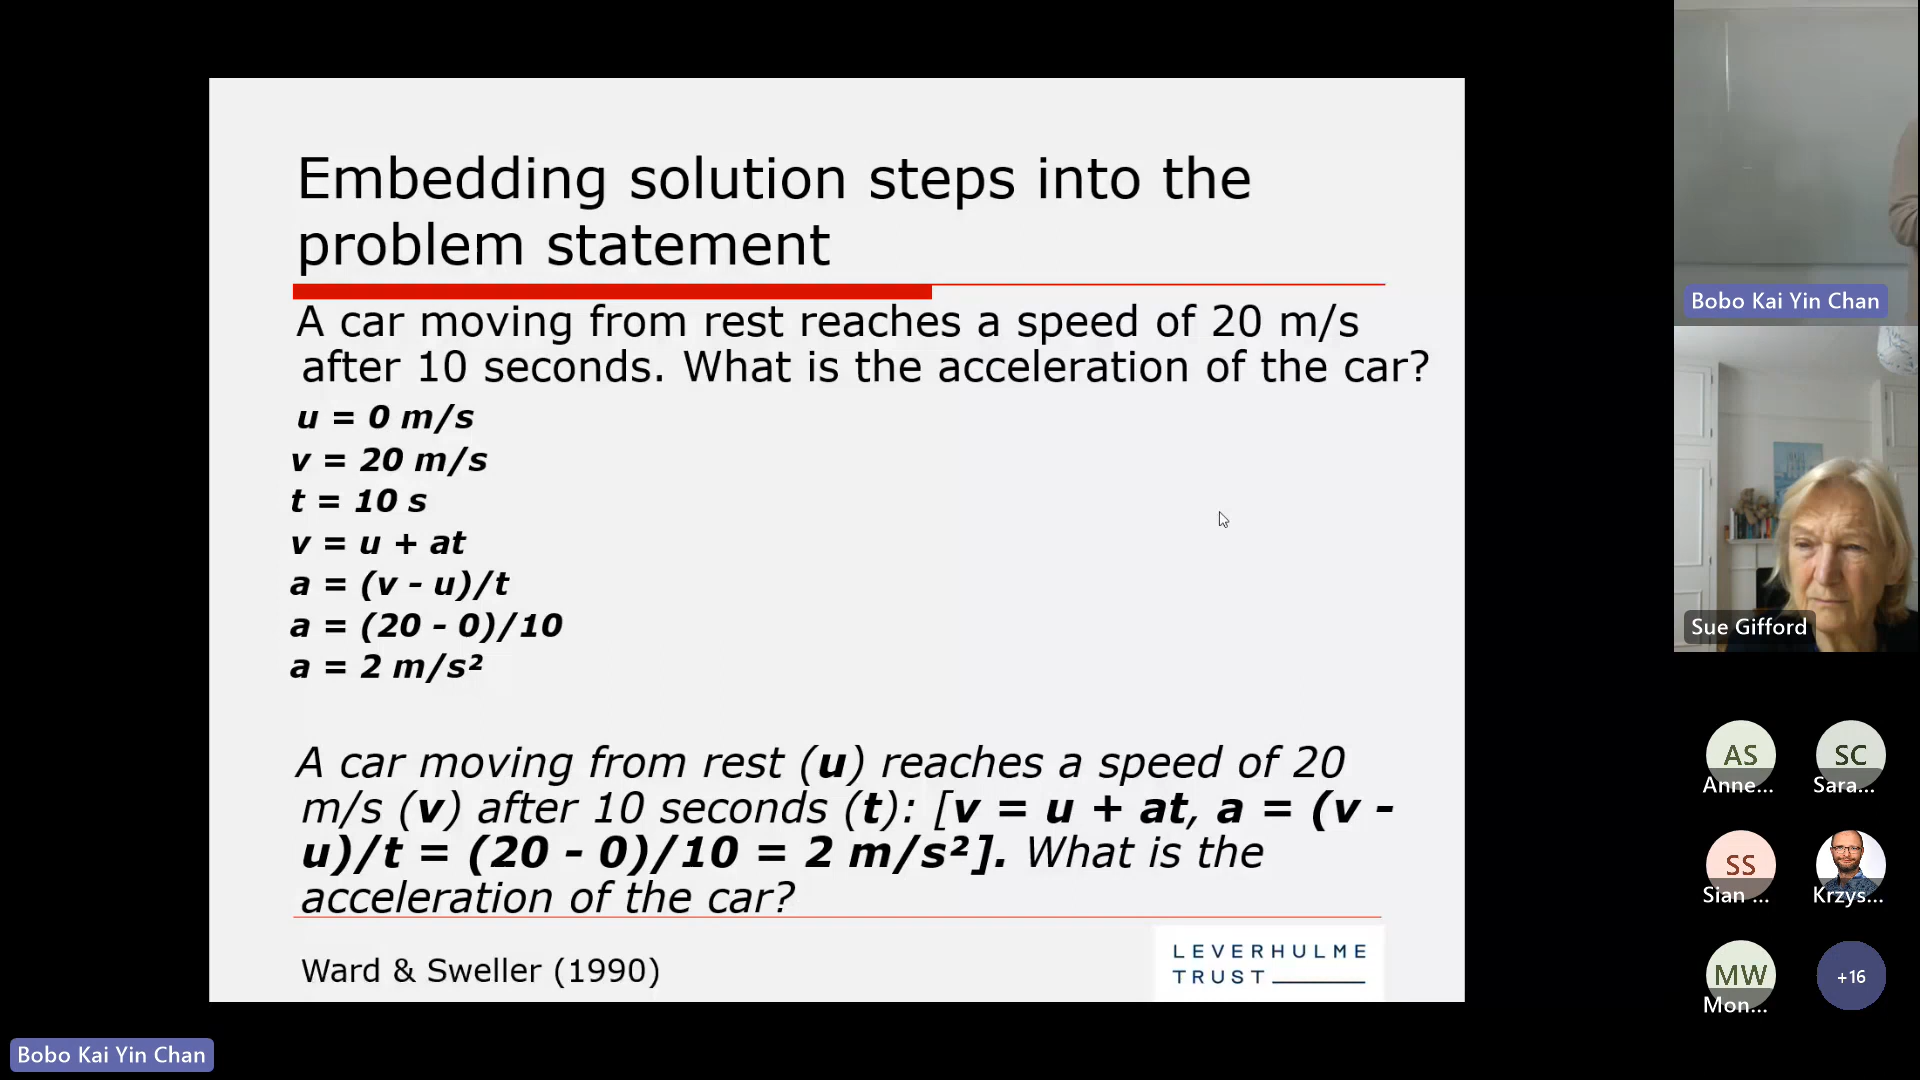 Embedding solution steps into the
problem statement
A car moving from rest reaches a speed of 20 m/s
after 10 seconds. What is the acceleration of the car?
u = 0 m/s
v = 20 m/s
t = 10 s
v = u + at
a = (v - u)/t
a = (20 - 0)/10
a = 2 m/s²
A car moving from rest (u) reaches a speed of 20
m/s (v) after 10 seconds (t): [v = u + at, a = (v -
u)/t = (20 - 0)/10 = 2 m/s²]. What is the
acceleration of the car?
Ward & Sweller (1990)
LEVERHULME
TRUST
Bobo Kai Yin Chan
Sue Gifford
AS
Anne...
SC
Sara...
SS
Sian ...
Krzys...
MW
Mon...
+16
Bobo Kai Yin Chan